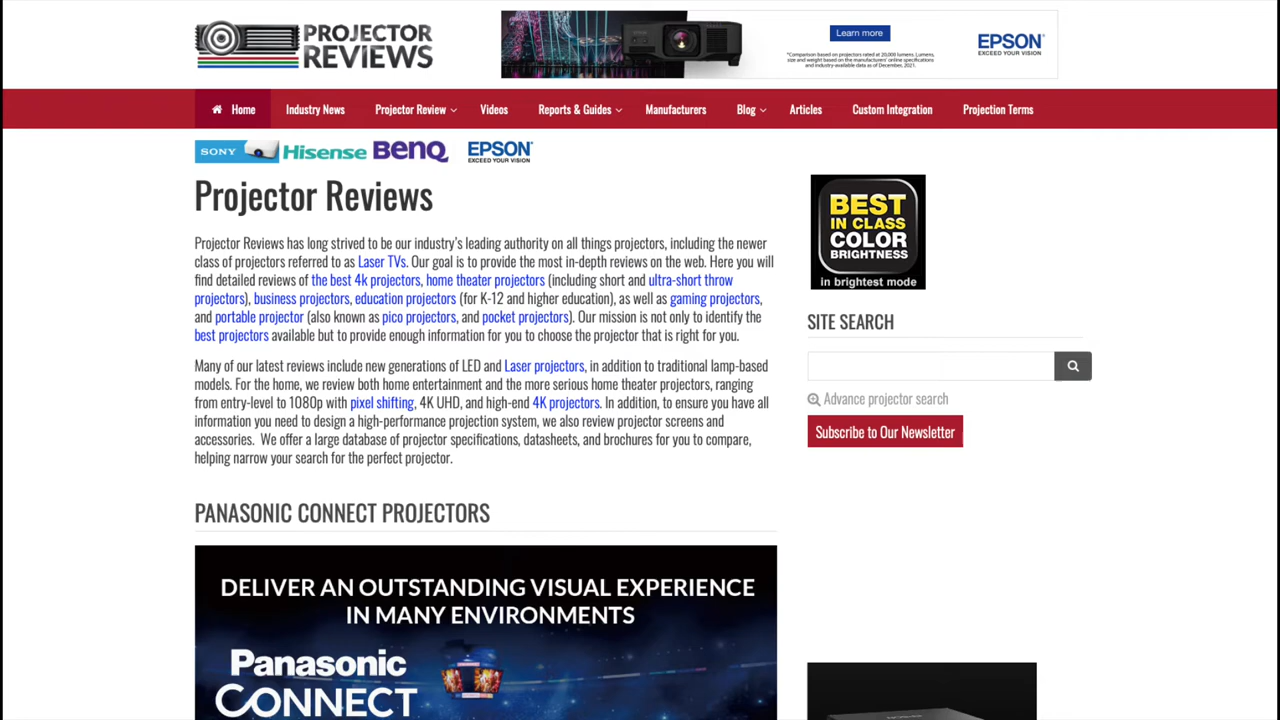 PROJECTOR
REVIEWS
Learn more
*Comparison based on projectors rated at 20,000 lumens. Lumens,
size and weight based on the manufacturers' online specifications
and industry-available data as of December, 2021.
EPSON
EXCEED YOUR VISION
Home Industry News Projector Review Videos Reports & Guides Manufacturers Blog Articles Custom Integration Projection Terms
SONY Hisense BenQ EPSON
EXCEED YOUR VISION
Projector Reviews
Projector Reviews has long strived to be our industry's leading authority on all things projectors, including the newer
class of projectors referred to as Laser TVs. Our goal is to provide the most in-depth reviews on the web. Here you will
find detailed reviews of the best 4k projectors, home theater projectors (including short and ultra-short throw
projectors), business projectors, education projectors (for K-12 and higher education), as well as gaming projectors,
and portable projector (also known as pico projectors, and pocket projectors). Our mission is not only to identify the
best projectors available but to provide enough information for you to choose the projector that is right for you.
Many of our latest reviews include new generations of LED and Laser projectors, in addition to traditional lamp-based
models. For the home, we review both home entertainment and the more serious home theater projectors, ranging
from entry-level to 1080p with pixel shifting, 4K UHD, and high-end 4K projectors. In addition, to ensure you have all
information you need to design a high-performance projection system, we also review projector screens and
accessories. We offer a large database of projector specifications, datasheets, and brochures for you to compare,
helping narrow your search for the perfect projector.
PANASONIC CONNECT PROJECTORS
DELIVER AN OUTSTANDING VISUAL EXPERIENCE
IN MANY ENVIRONMENTS
Panasonic
CONNECT
BEST
IN CLASS
COLOR
BRIGHTNESS
in brightest mode
SITE SEARCH
Advance projector search
Subscribe to Our Newsletter